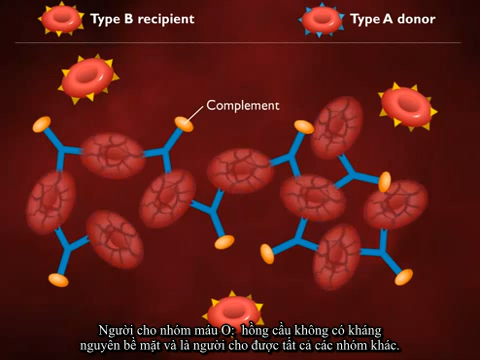 Type B recipient
Type A donor
Complement
Người cho nhóm máu O: hồng cầu không có kháng
nguyên bề mặt và là người cho được tất cả các nhóm khác.